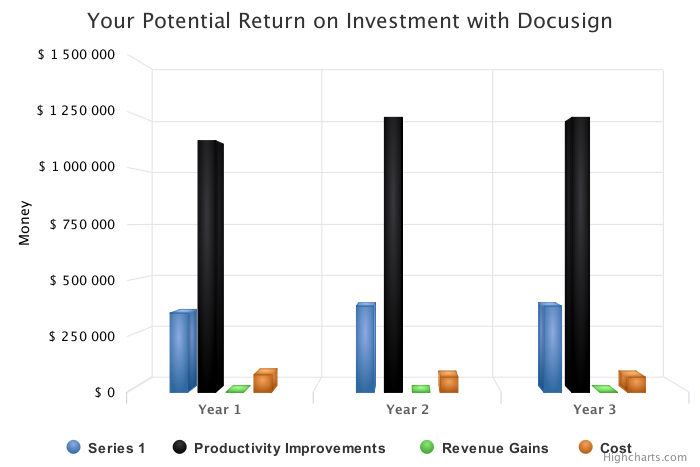 Your Potential Return on Investment with Docusign
$ 1 500 000
$ 1 250 000
$ 1 000 000
$ 750 000
$ 500 000
$ 250 000
$ 0
Money
Year 1 Year 2 Year 3
Series 1 Productivity Improvements Revenue Gains Cost
Highcharts.com